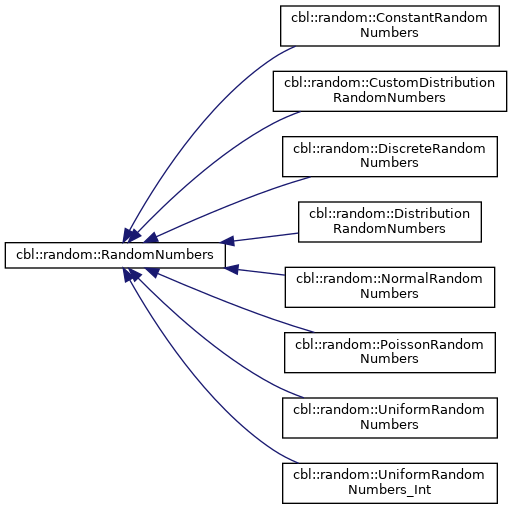 cbl::random::ConstantRandom
Numbers
cbl::random::CustomDistribution
RandomNumbers
cbl::random::DiscreteRandom
Numbers
cbl::random::Distribution
RandomNumbers
cbl::random::RandomNumbers
cbl::random::NormalRandom
Numbers
cbl::random::PoissonRandom
Numbers
cbl::random::UniformRandom
Numbers
cbl::random::UniformRandom
Numbers_Int